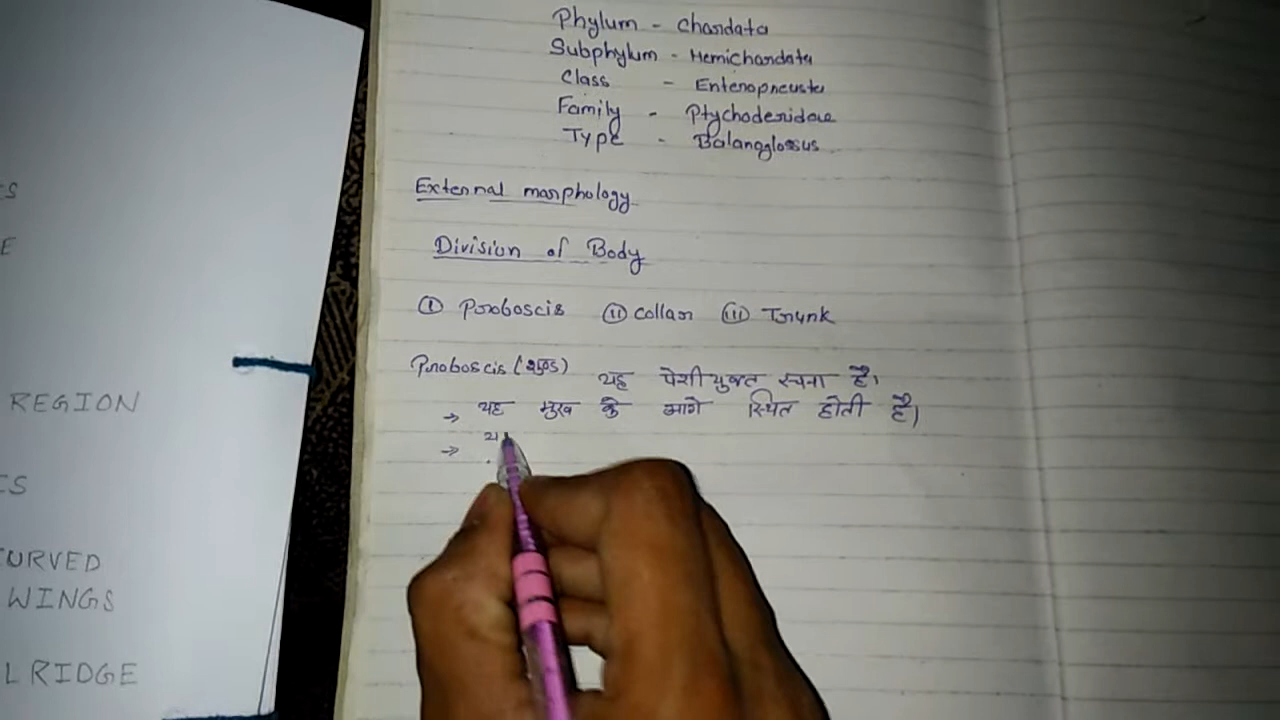 S
E
REGION
CS
CURVED
WINGS
L RIDGE
Phylum - Chordata
Subphylum - Hemichordata
Class - Enteropneusta
Family - Ptychoderidae
Type - Balanoglossus
External morphology
Division of Body
(i) Proboscis (ii) Collar (iii) Trunk
Proboscis (शुण्ड) यह पेशीयुक्त रचना है।
→ यह मुख के आगे स्थित होती है।
→ य